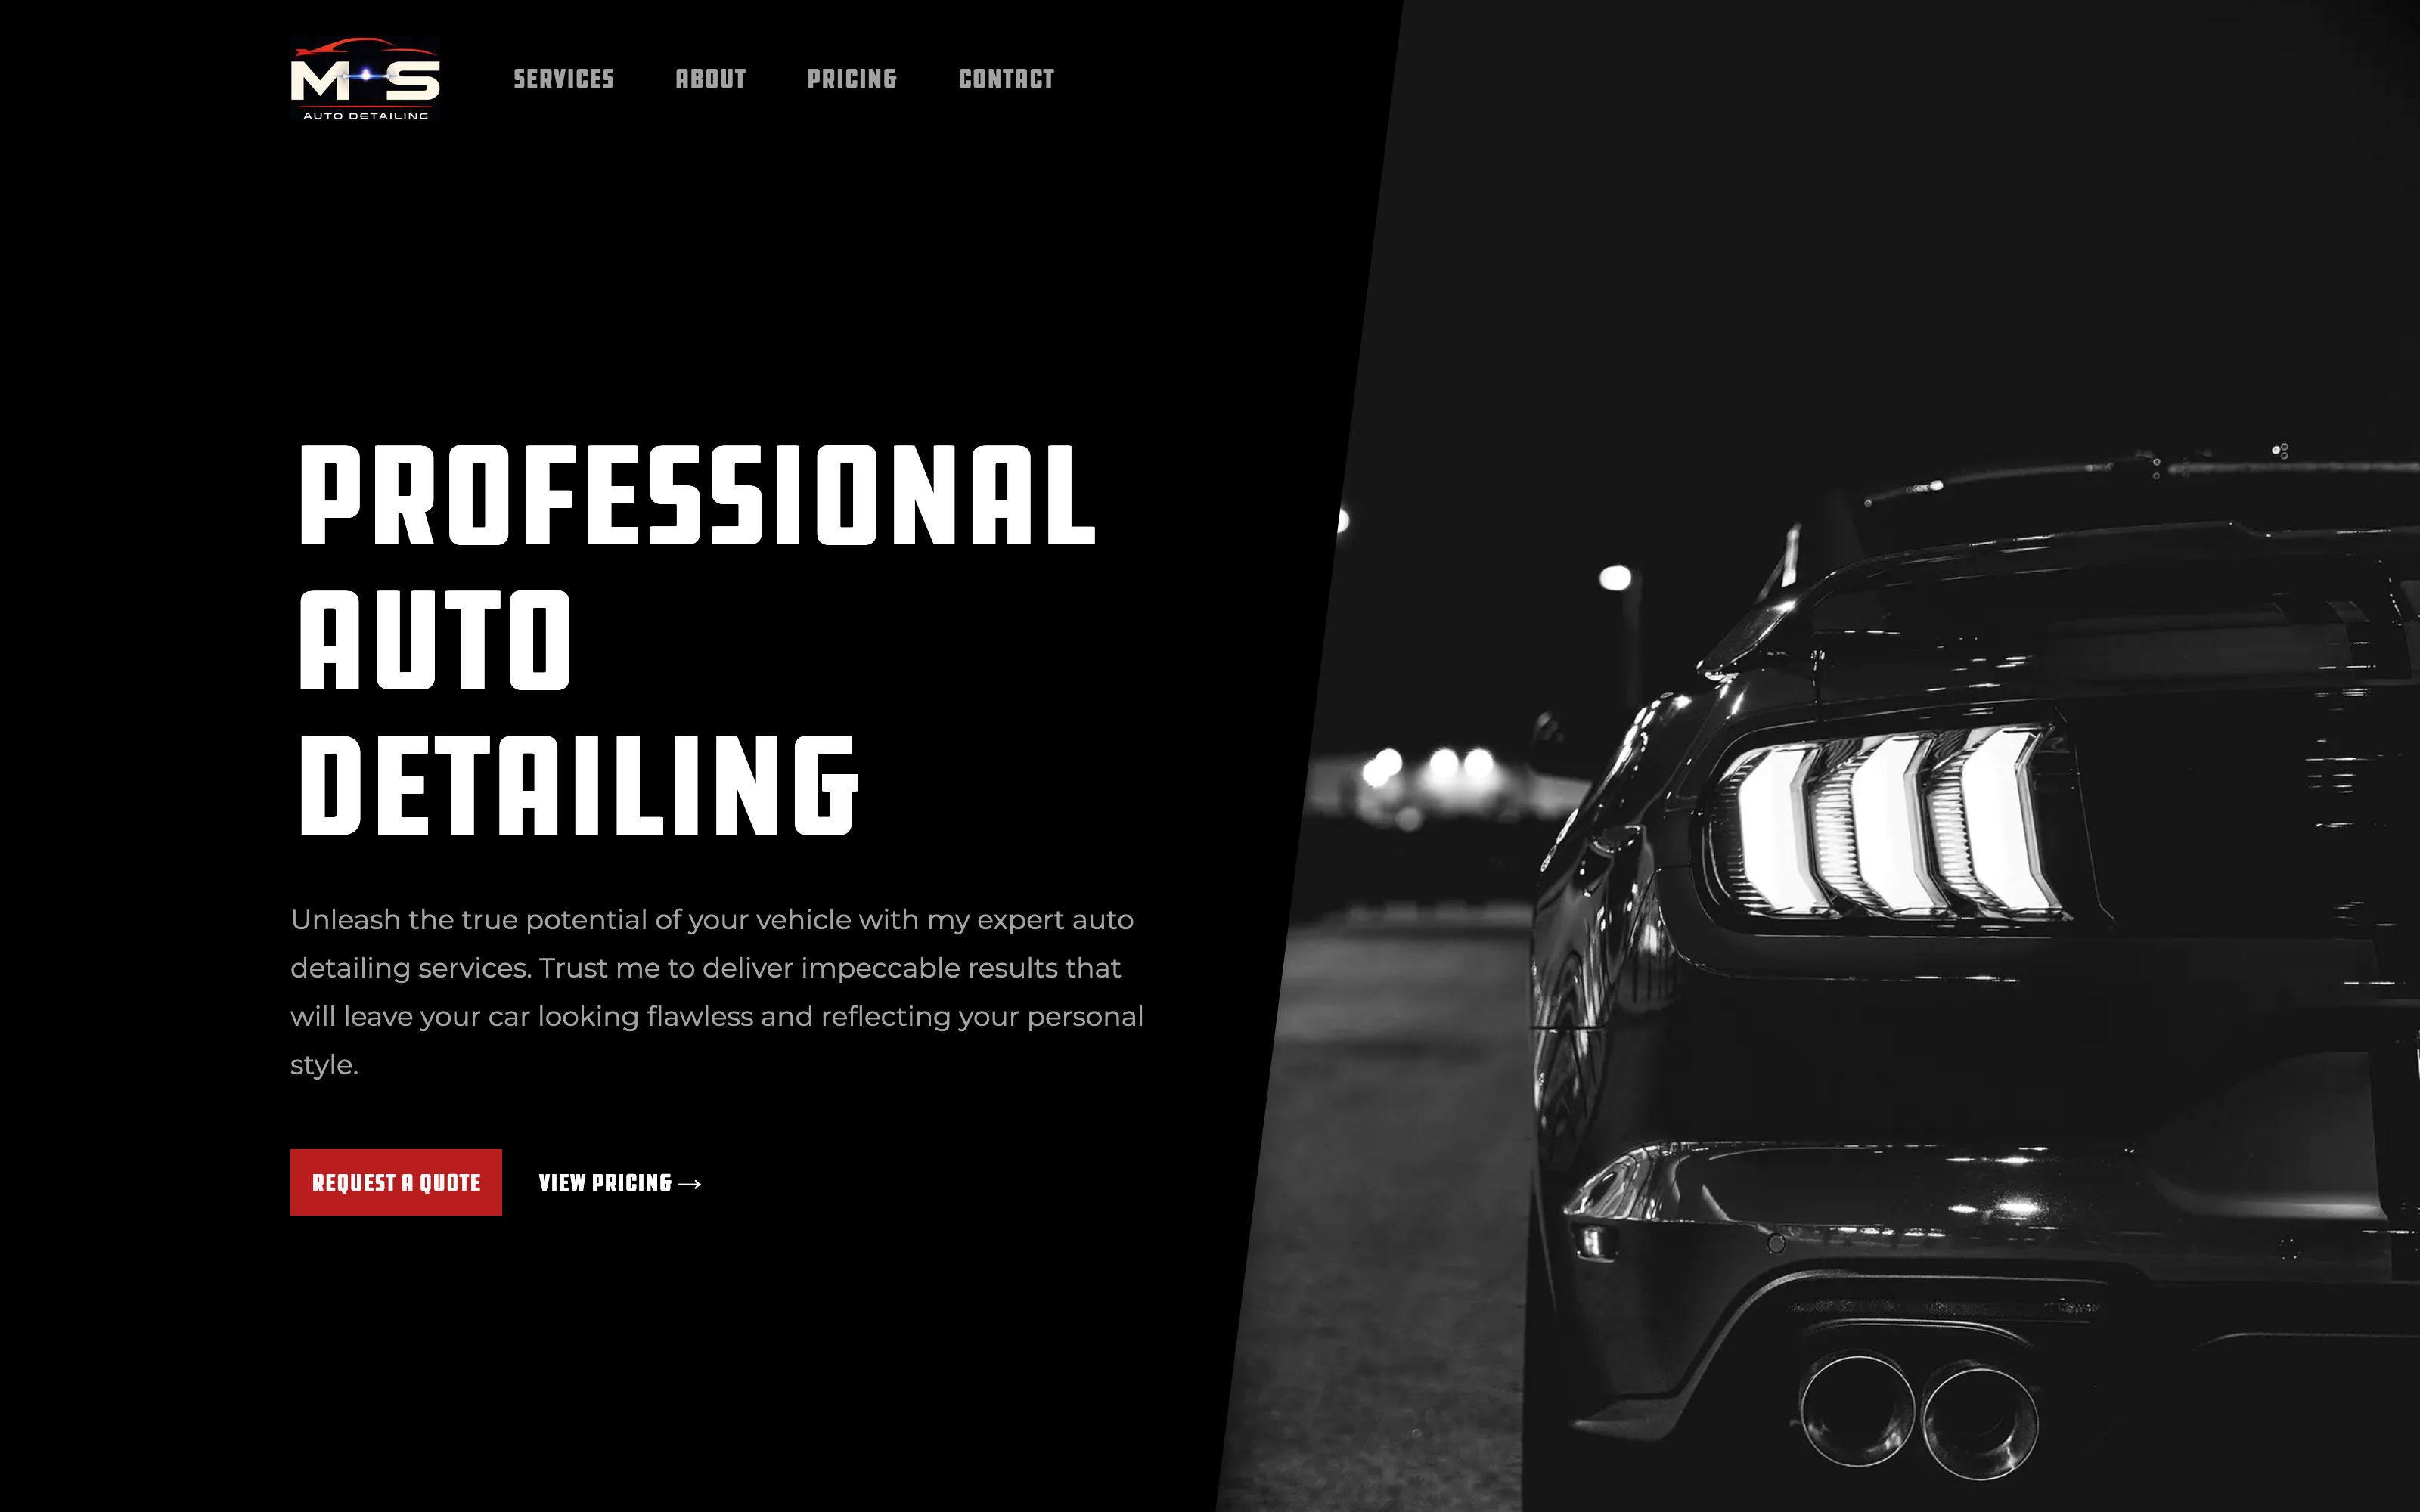 M S
AUTO DETAILING
SERVICES ABOUT PRICING CONTACT
PROFESSIONAL
AUTO
DETAILING
Unleash the true potential of your vehicle with my expert auto
detailing services. Trust me to deliver impeccable results that
will leave your car looking flawless and reflecting your personal
style.
REQUEST A QUOTE VIEW PRICING →